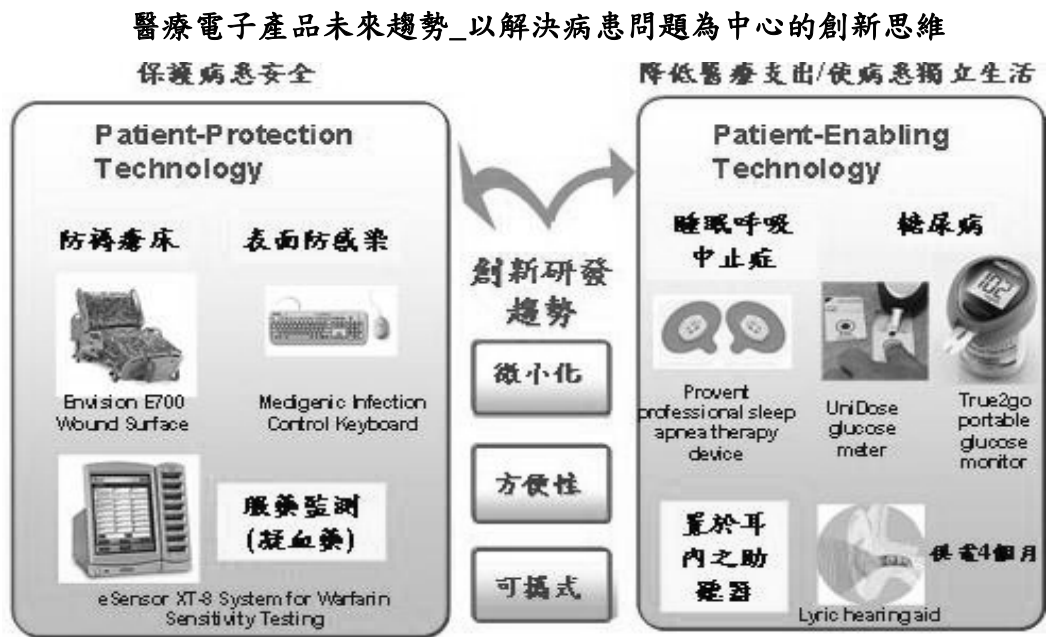 醫療電子產品未來趨勢_以解決病患問題為中心的創新思維
保護病患安全
Patient-Protection
Technology
防褥瘡床
表面防感染
Envision E700
Wound Surface
Medigenic Infection
Control Keyboard
服藥監測
(凝血藥)
eSensor XT-8 System for Warfarin
Sensitivity Testing
創新研發
趨勢
微小化
方便性
可攜式
降低醫療支出/使病患獨立生活
Patient-Enabling
Technology
睡眠呼吸
中止症
糖尿病
102
Provent
professional sleep
apnea therapy
device
UniDose
glucose
meter
True2go
portable
glucose
monitor
置於耳
內之助
聽器
供電4個月
Lyric hearing aid